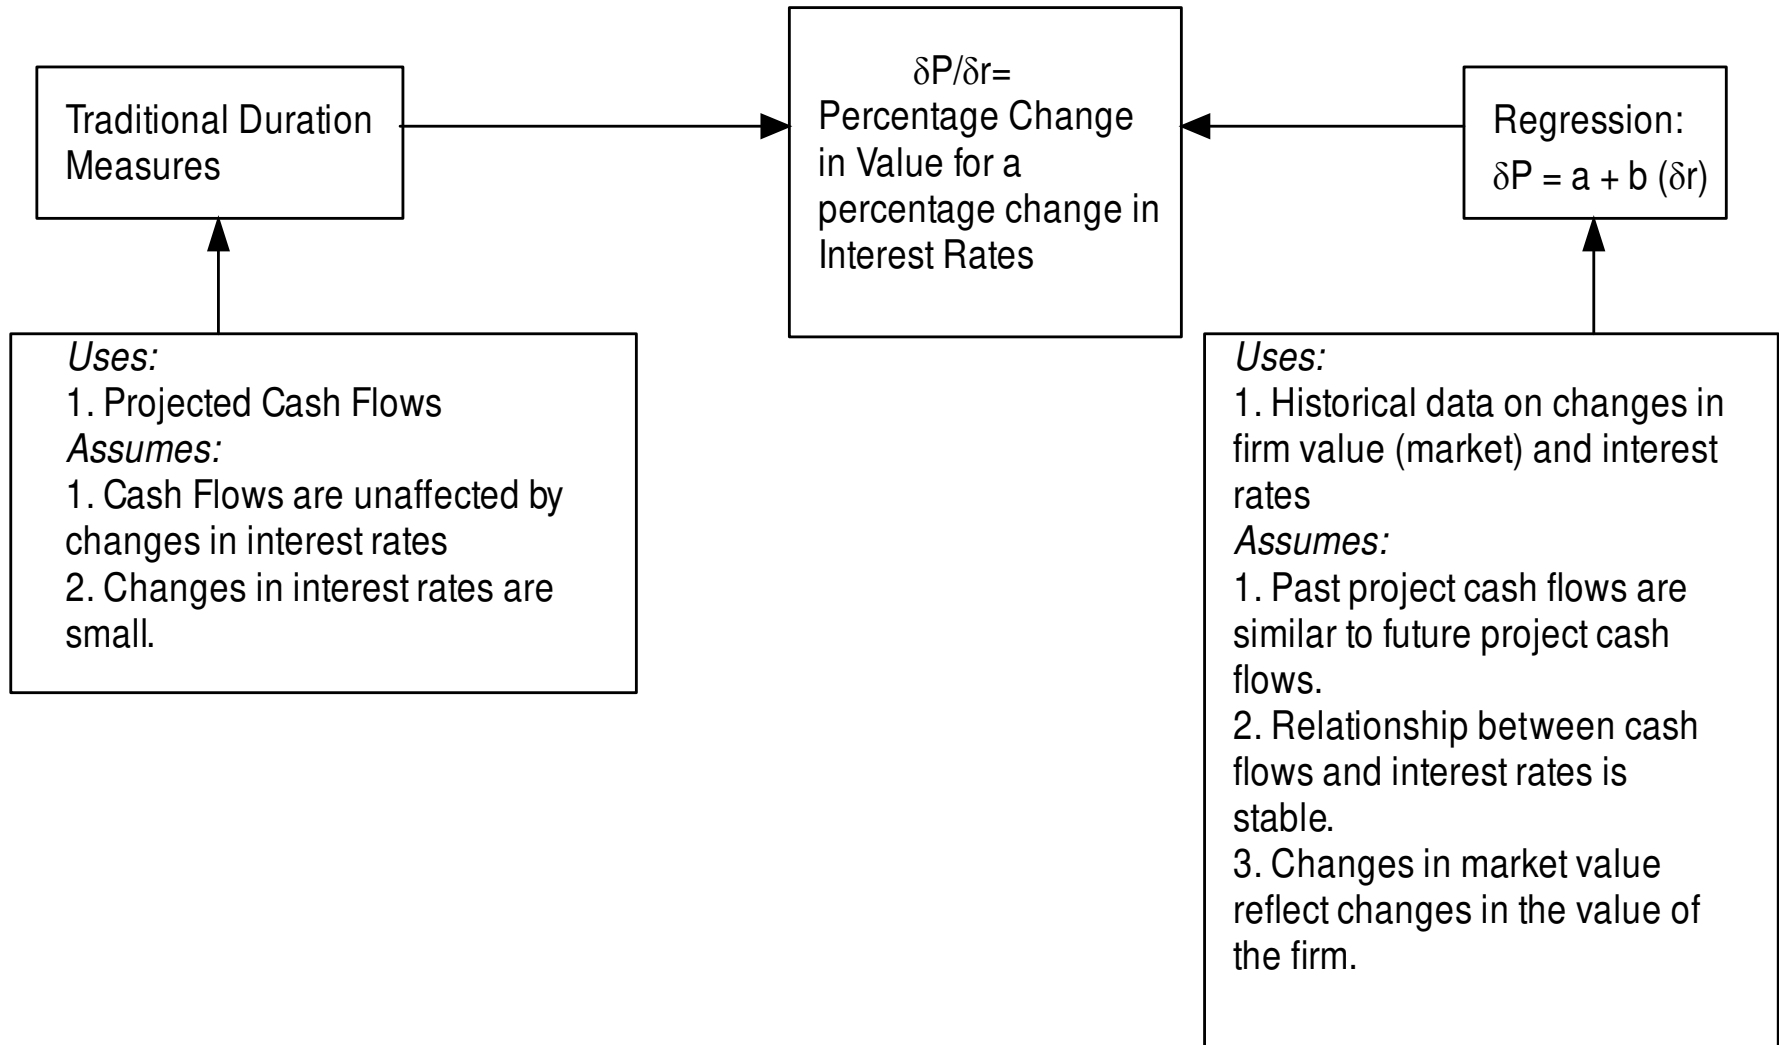 Traditional Duration
Measures
δP/δr=
Percentage Change
in Value for a
percentage change in
Interest Rates
Regression:
δP = a + b (δr)
Uses:
1. Projected Cash Flows
Assumes:
1. Cash Flows are unaffected by
changes in interest rates
2. Changes in interest rates are
small.
Uses:
1. Historical data on changes in
firm value (market) and interest
rates
Assumes:
1. Past project cash flows are
similar to future project cash
flows.
2. Relationship between cash
flows and interest rates is
stable.
3. Changes in market value
reflect changes in the value of
the firm.